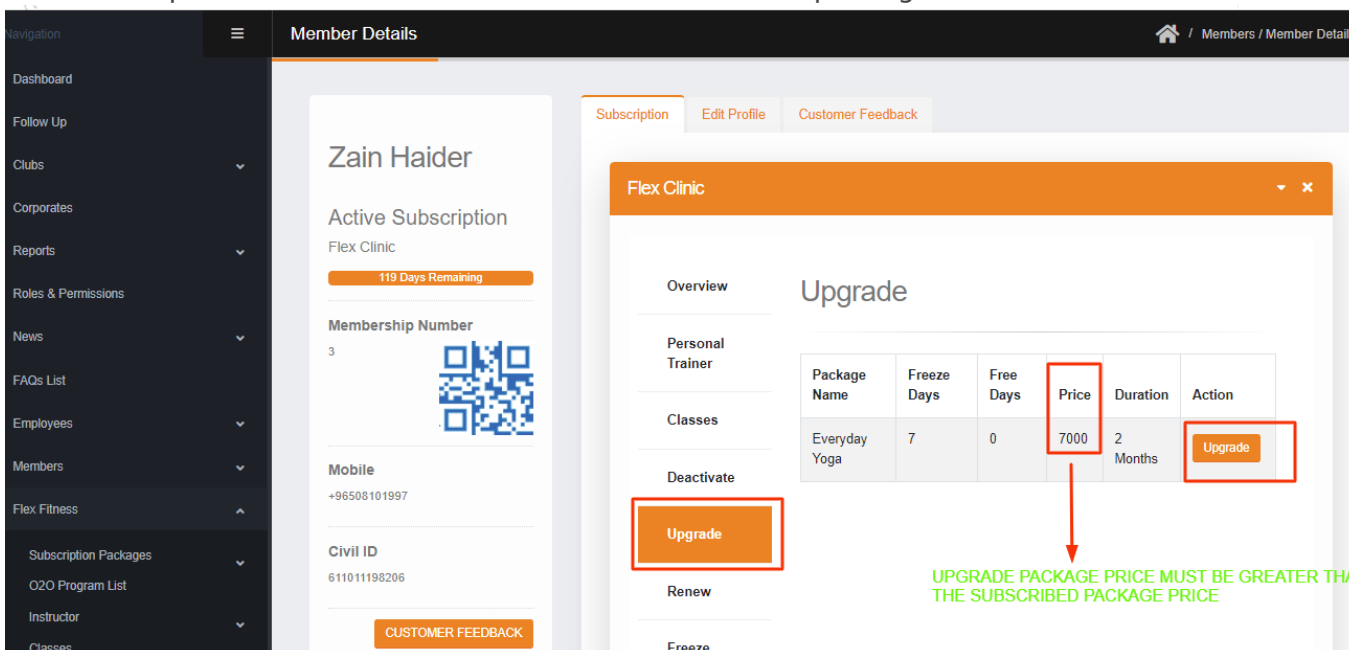 Navigation
Member Details
/ Members / Member Detail
Dashboard
Follow Up
Clubs
Corporates
Reports
Roles & Permissions
News
FAQs List
Employees
Members
Flex Fitness
Subscription Packages
O2O Program List
Instructor
Classes
Zain Haider
Active Subscription
Flex Clinic
119 Days Remaining
Membership Number
3
Mobile
+96508101997
Civil ID
611011198206
CUSTOMER FEEDBACK
Subscription Edit Profile Customer Feedback
Flex Clinic
Overview
Personal
Trainer
Classes
Deactivate
Upgrade
Renew
Freeze
Upgrade
Package Name Freeze Days Free Days Price Duration Action
Everyday Yoga 7 0 7000 2 Months Upgrade
UPGRADE PACKAGE PRICE MUST BE GREATER THA
THE SUBSCRIBED PACKAGE PRICE